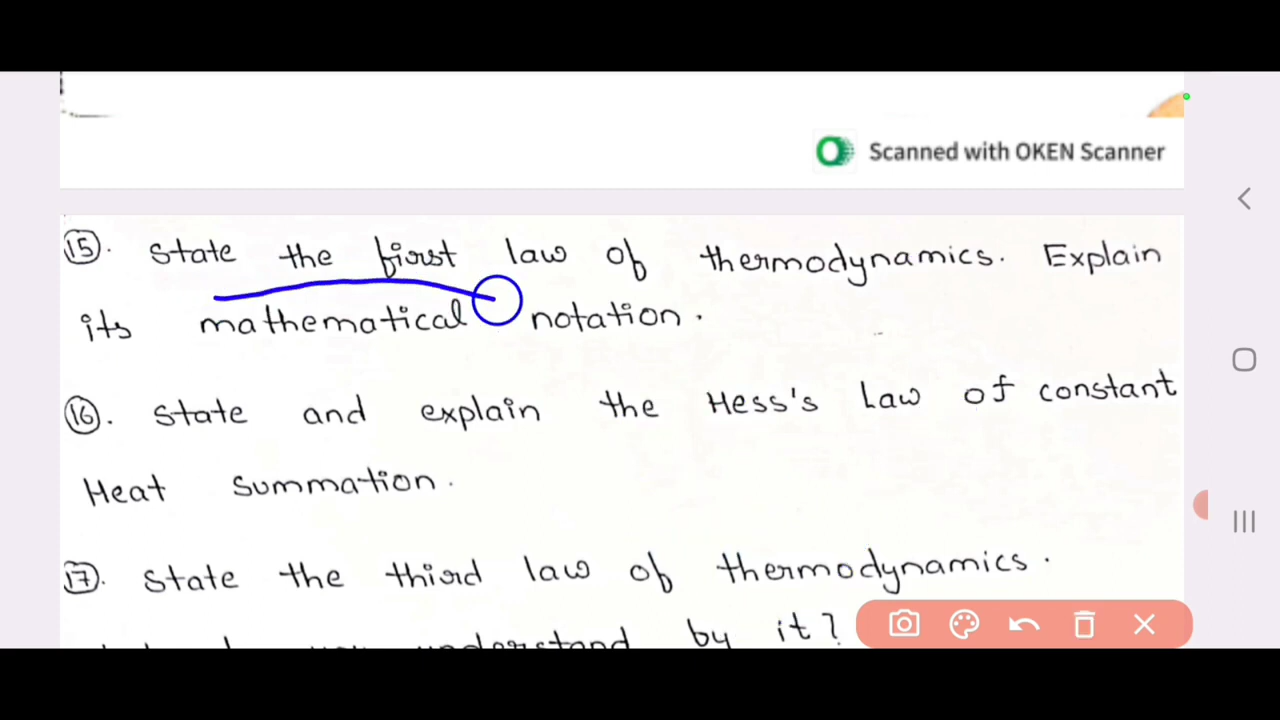 Scanned with OKEN Scanner
15). State the first law of thermodynamics. Explain
its mathematical notation.
16). State and explain the Hess's Law of constant
Heat Summation.
17). State the third law of thermodynamics.
understand by it?